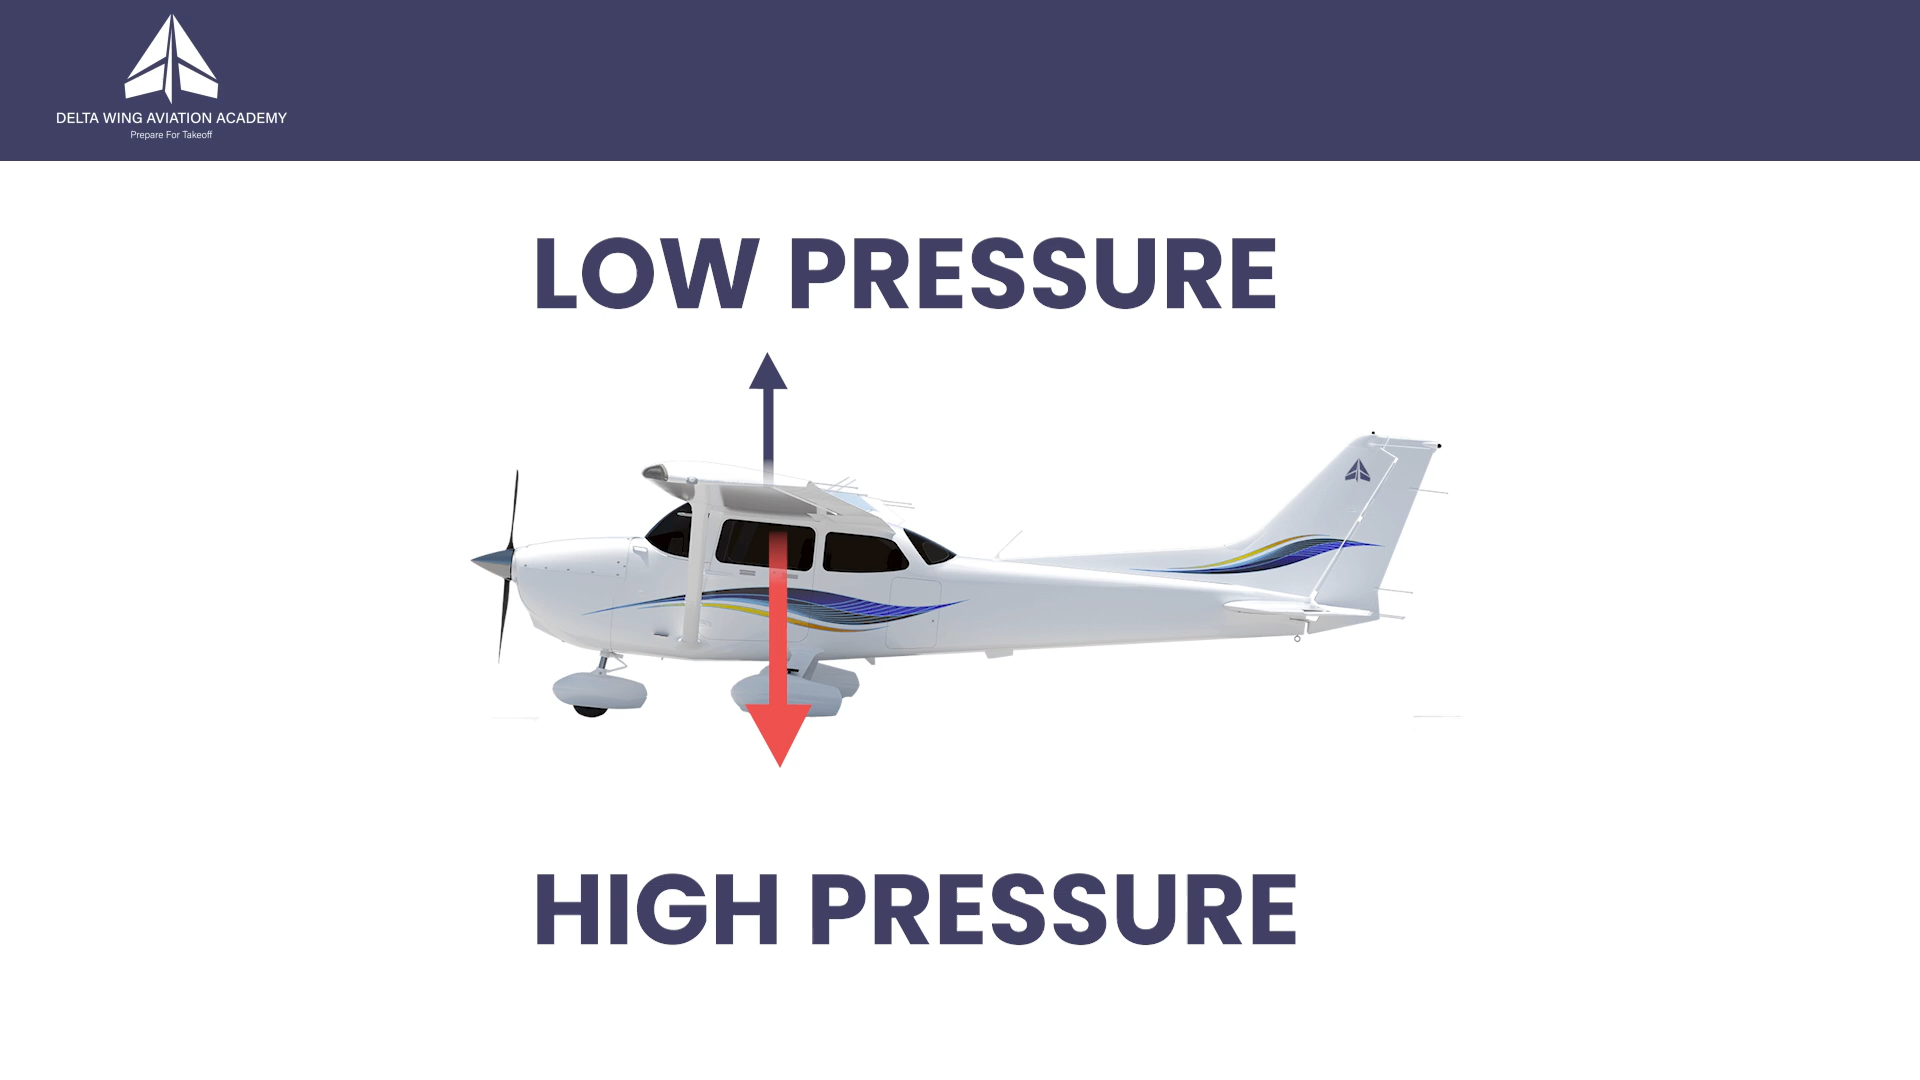 DELTA WING AVIATION ACADEMY
Prepare For Takeoff
LOW PRESSURE
HIGH PRESSURE